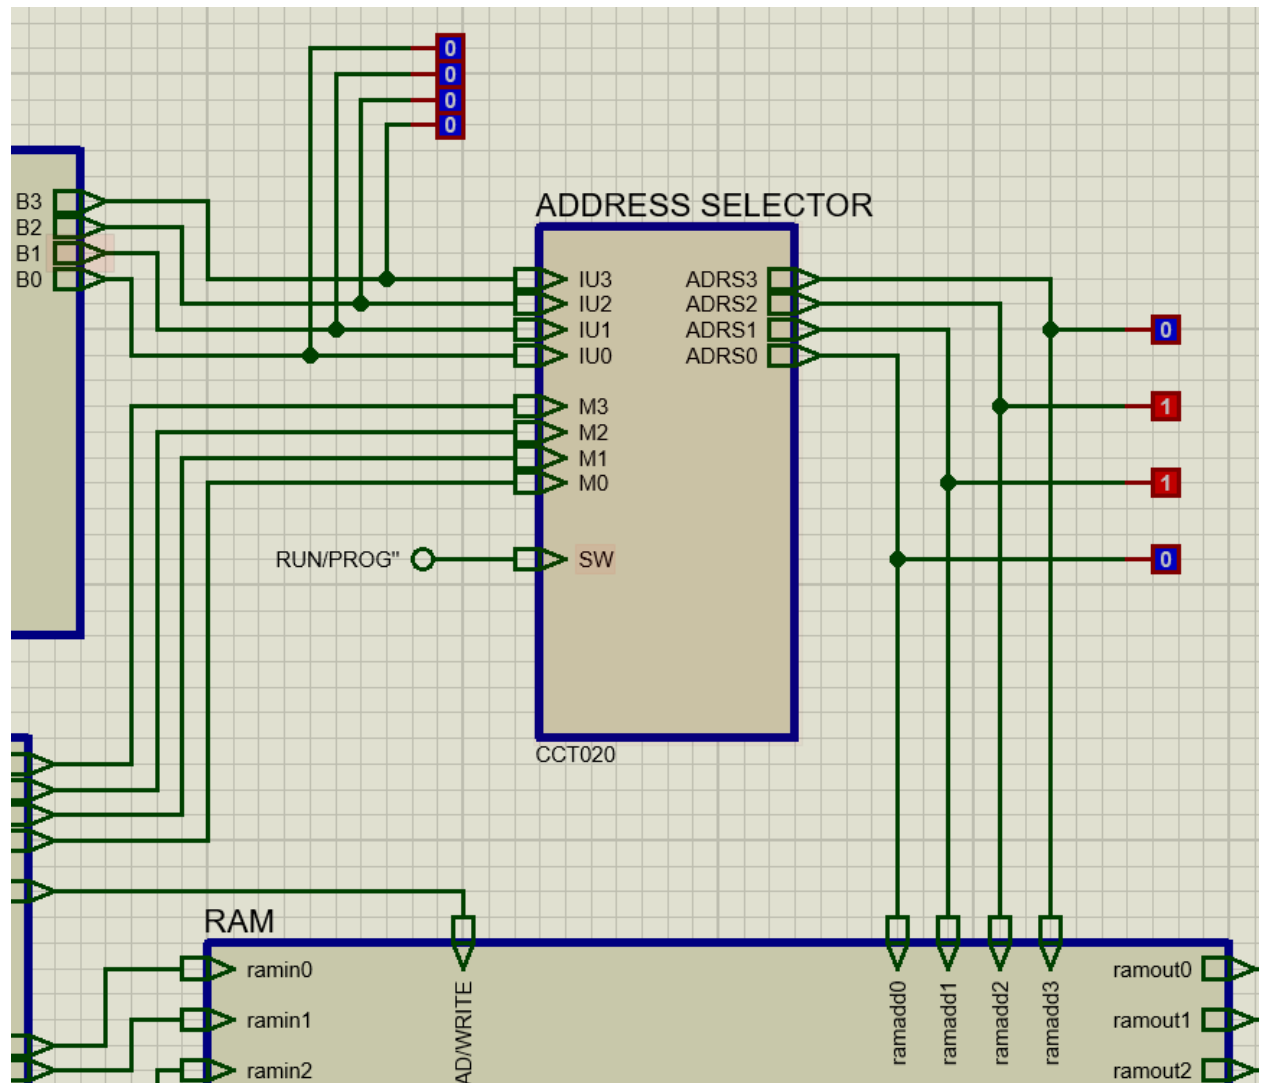 0
0
0
0
B3
B2
B1
B0
ADDRESS SELECTOR
IU3
IU2
IU1
IU0
M3
M2
M1
M0
RUN/PROG"
SW
ADRS3
ADRS2
ADRS1
ADRS0
0
1
1
0
CCT020
RAM
ramin0
ramin1
ramin2
AD/WRITE
ramadd0
ramadd1
ramadd2
ramadd3
ramout0
ramout1
ramout2